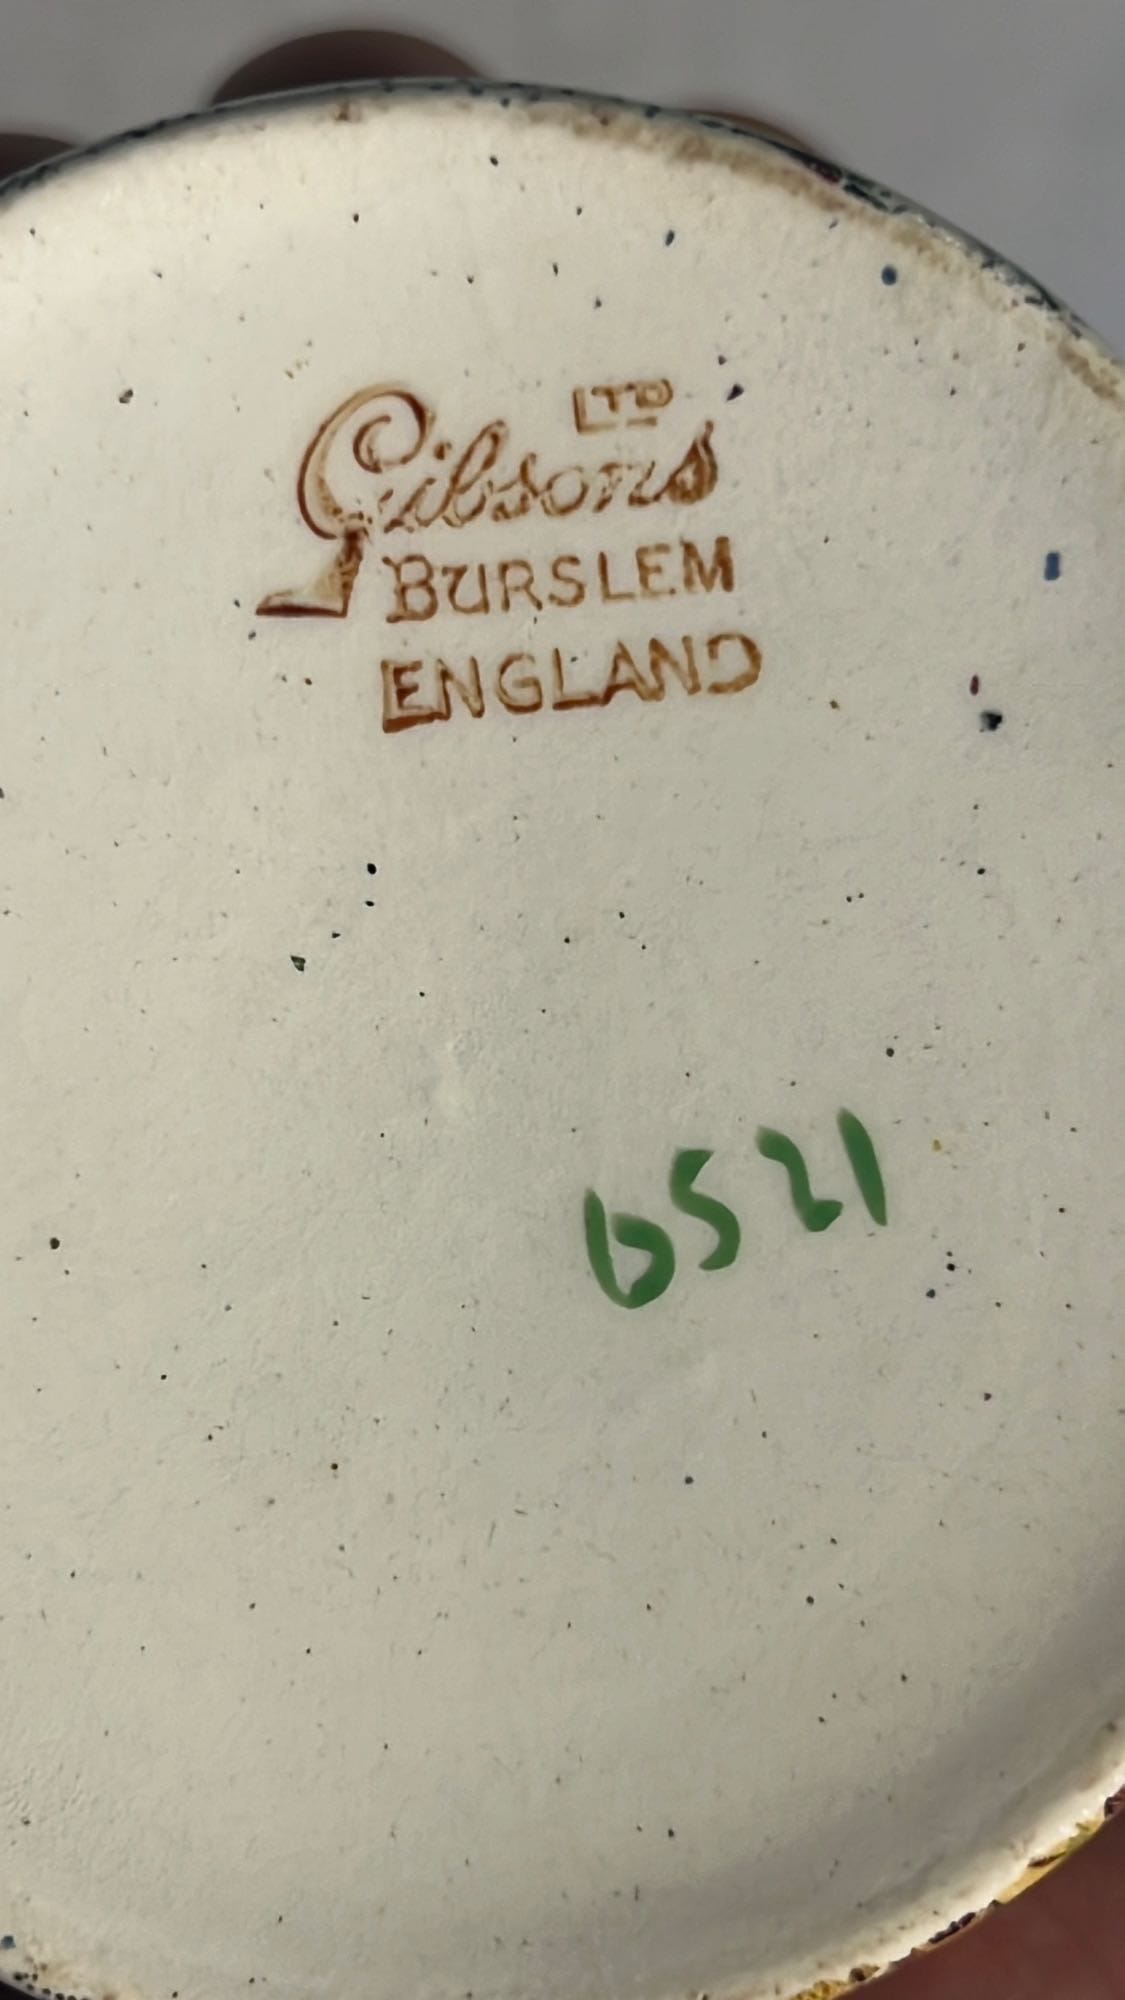 Gibsons LTD
BURSLEM
ENGLAND
6521